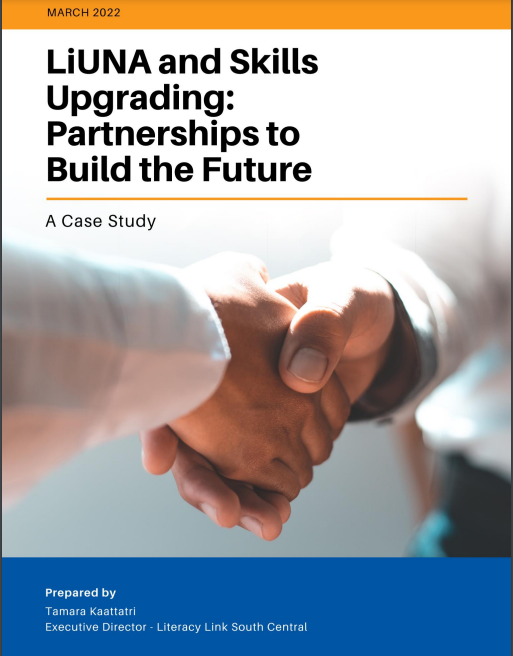 MARCH 2022
LiUNA and Skills
Upgrading:
Partnerships to
Build the Future
A Case Study
Prepared by
Tamara Kaattatri
Executive Director - Literacy Link South Central